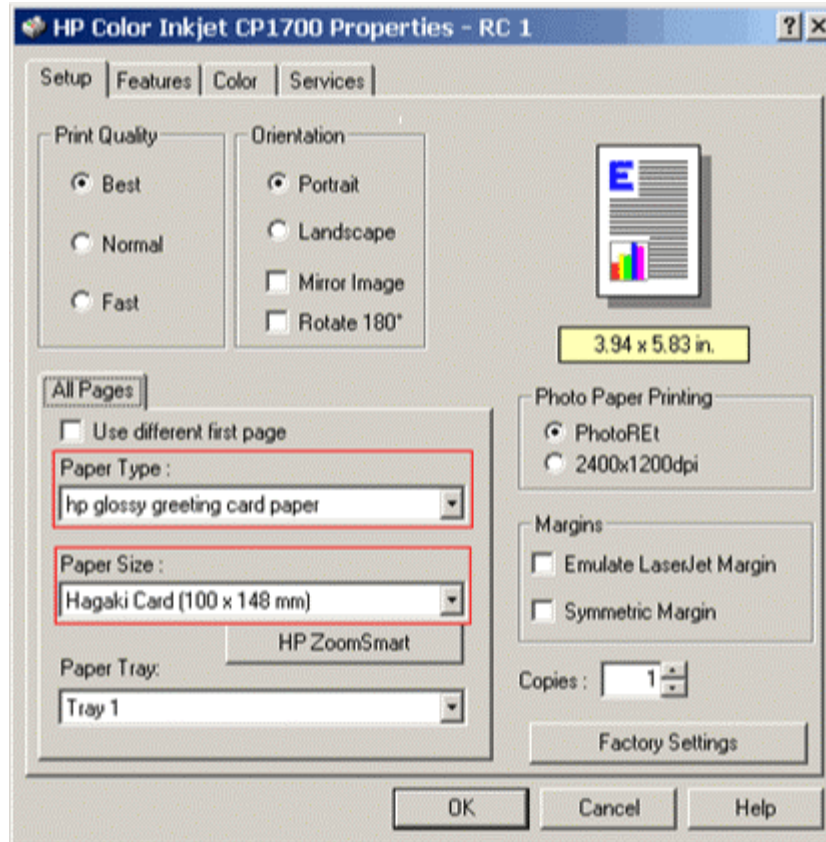 HP Color Inkjet CP1700 Properties - RC 1
Setup Features Color Services
Print Quality
Best
Normal
Fast
Orientation
Portrait
Landscape
Mirror Image
Rotate 180°
E
3.94 x 5.83 in.
All Pages
Use different first page
Paper Type :
hp glossy greeting card paper
Paper Size :
Hagaki Card (100 x 148 mm)
HP ZoomSmart
Paper Tray:
Tray 1
Photo Paper Printing
PhotoREt
2400x1200dpi
Margins
Emulate LaserJet Margin
Symmetric Margin
Copies : 1
Factory Settings
OK Cancel Help